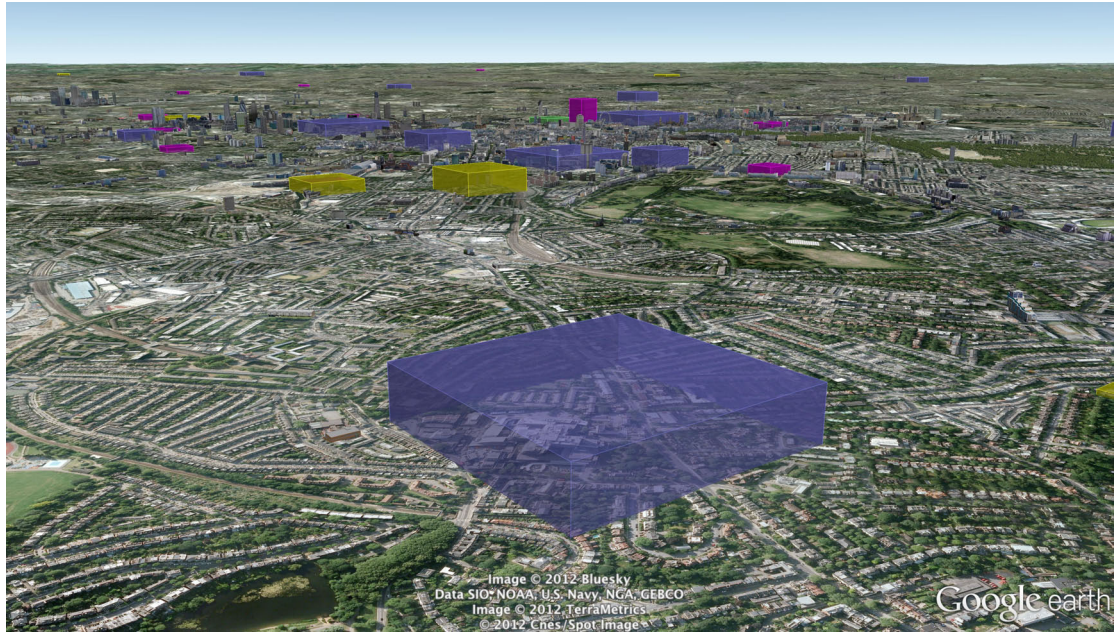 Image © 2012 Bluesky
Data SIO, NOAA, U.S. Navy, NGA, GEBCO
Image © 2012 TerraMetrics
© 2012 Cnes/Spot Image
Google earth